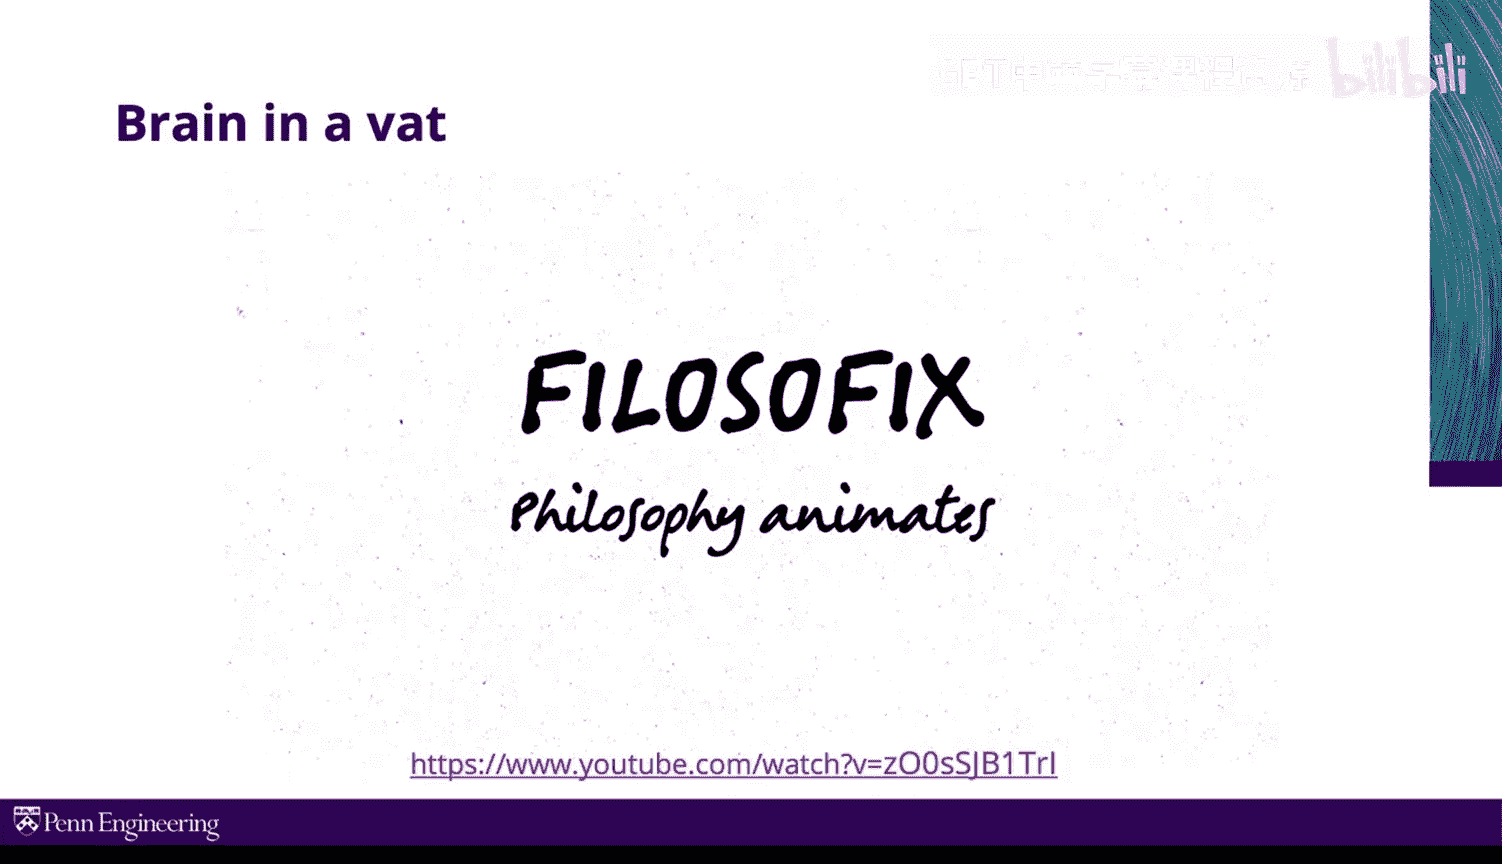 Brain in a vat
bilibili
FILOSOFIX
Philosophy animates
https://www.youtube.com/watch?v=zO0sSJB1TrI
Penn Engineering